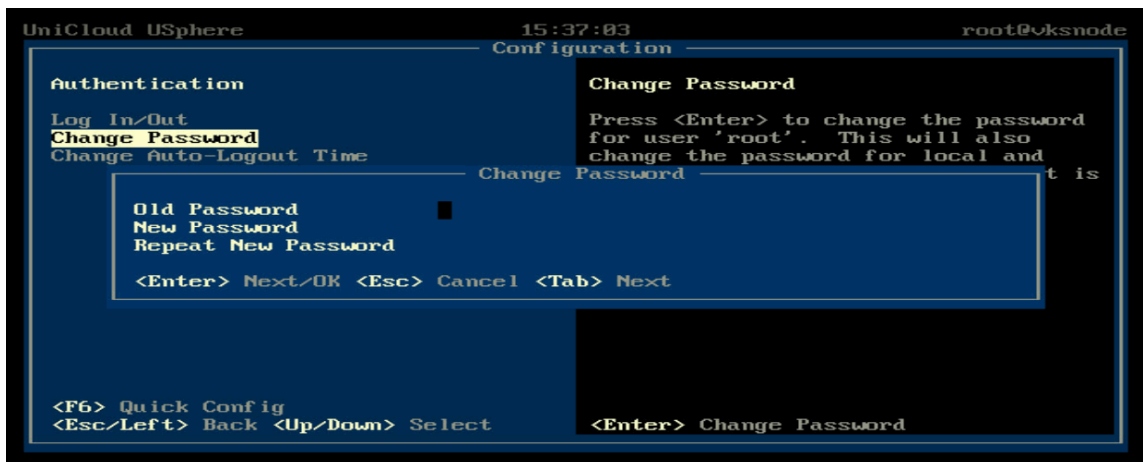 UniCloud USphere 15:37:03 root@vksnode
Configuration
Authentication
Log In/Out
Change Password
Change Auto-Logout Time
Change Password
Press <Enter> to change the password
for user 'root'. This will also
change the password for local and
t is
Change Password
Old Password
New Password
Repeat New Password
<Enter> Next/OK <Esc> Cancel <Tab> Next
<F6> Quick Config
<Esc/Left> Back <Up/Down> Select
<Enter> Change Password